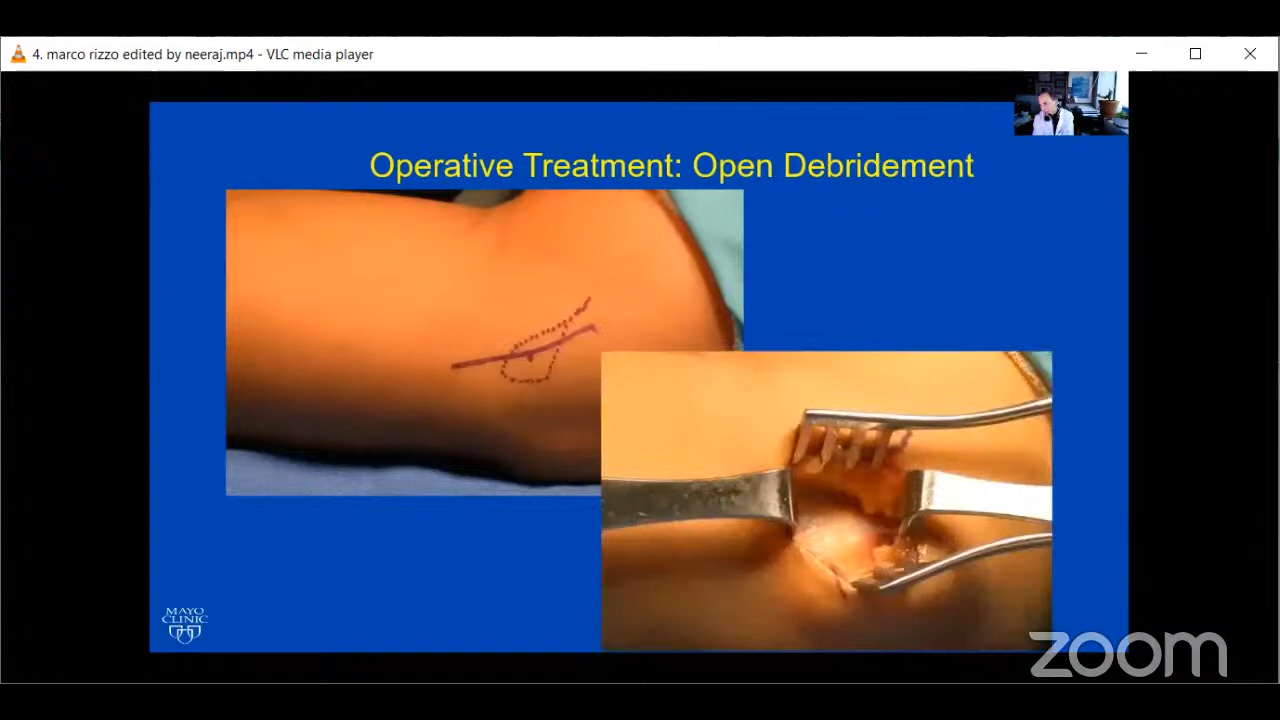 4. marco rizzo edited by neeraj.mp4 - VLC media player
Operative Treatment: Open Debridement
MAYO
CLINIC
zoom